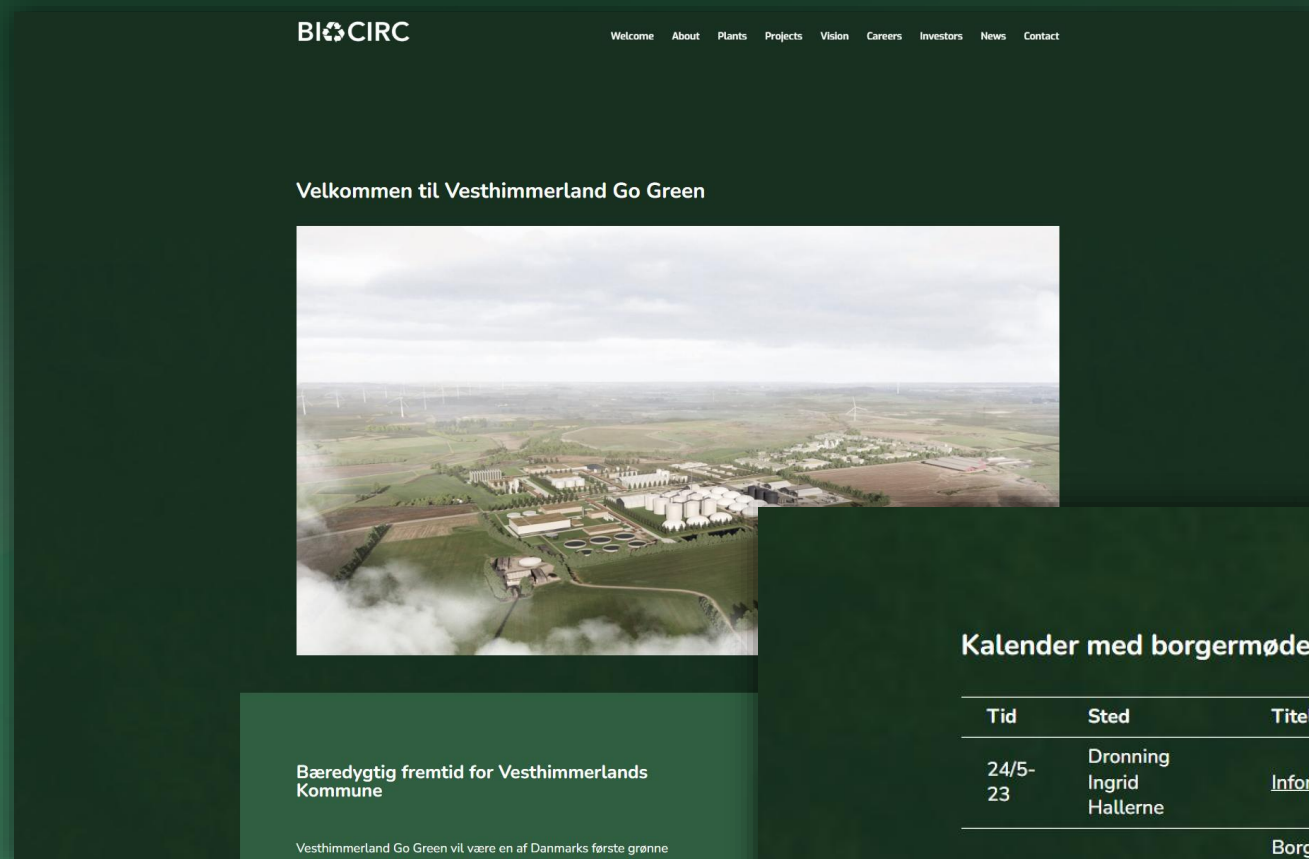 BIOCIRC
Welcome About Plants Projects Vision Careers Investors News Contact
Velkommen til Vesthimmerland Go Green
Bæredygtig fremtid for Vesthimmerlands
Kommune
Vesthimmerland Go Green vil være en af Danmarks første grønne
Kalender med borgermøde
Tid Sted
24/5-
23
Dronning
Ingrid
Hallerne